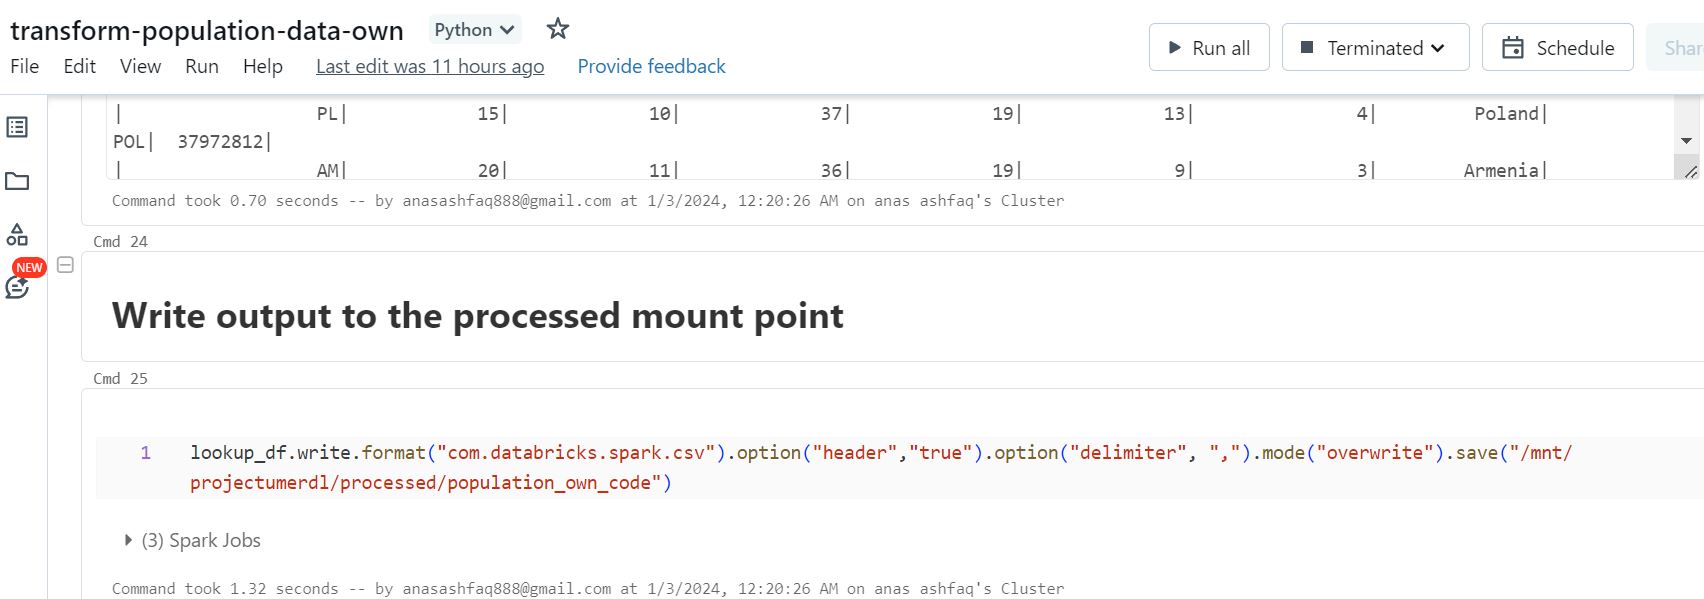 transform-population-data-own Python
Run all Terminated Schedule
File Edit View Run Help Last edit was 11 hours ago Provide feedback
| PL| 15| 10| 37| 19| 13| 4| Poland|
POL| 37972812|
| AM| 20| 11| 36| 19| 9| 3| Armenia|
Command took 0.70 seconds -- by anasashfaq888@gmail.com at 1/3/2024, 12:20:26 AM on anas ashfaq's Cluster
Cmd 24
NEW
Write output to the processed mount point
Cmd 25
1 lookup_df.write.format("com.databricks.spark.csv").option("header","true").option("delimiter", ",").mode("overwrite").save("/mnt/
projectumerdl/processed/population_own_code")
(3) Spark Jobs
Command took 1.32 seconds -- by anasashfaq888@gmail.com at 1/3/2024, 12:20:26 AM on anas ashfaq's Cluster